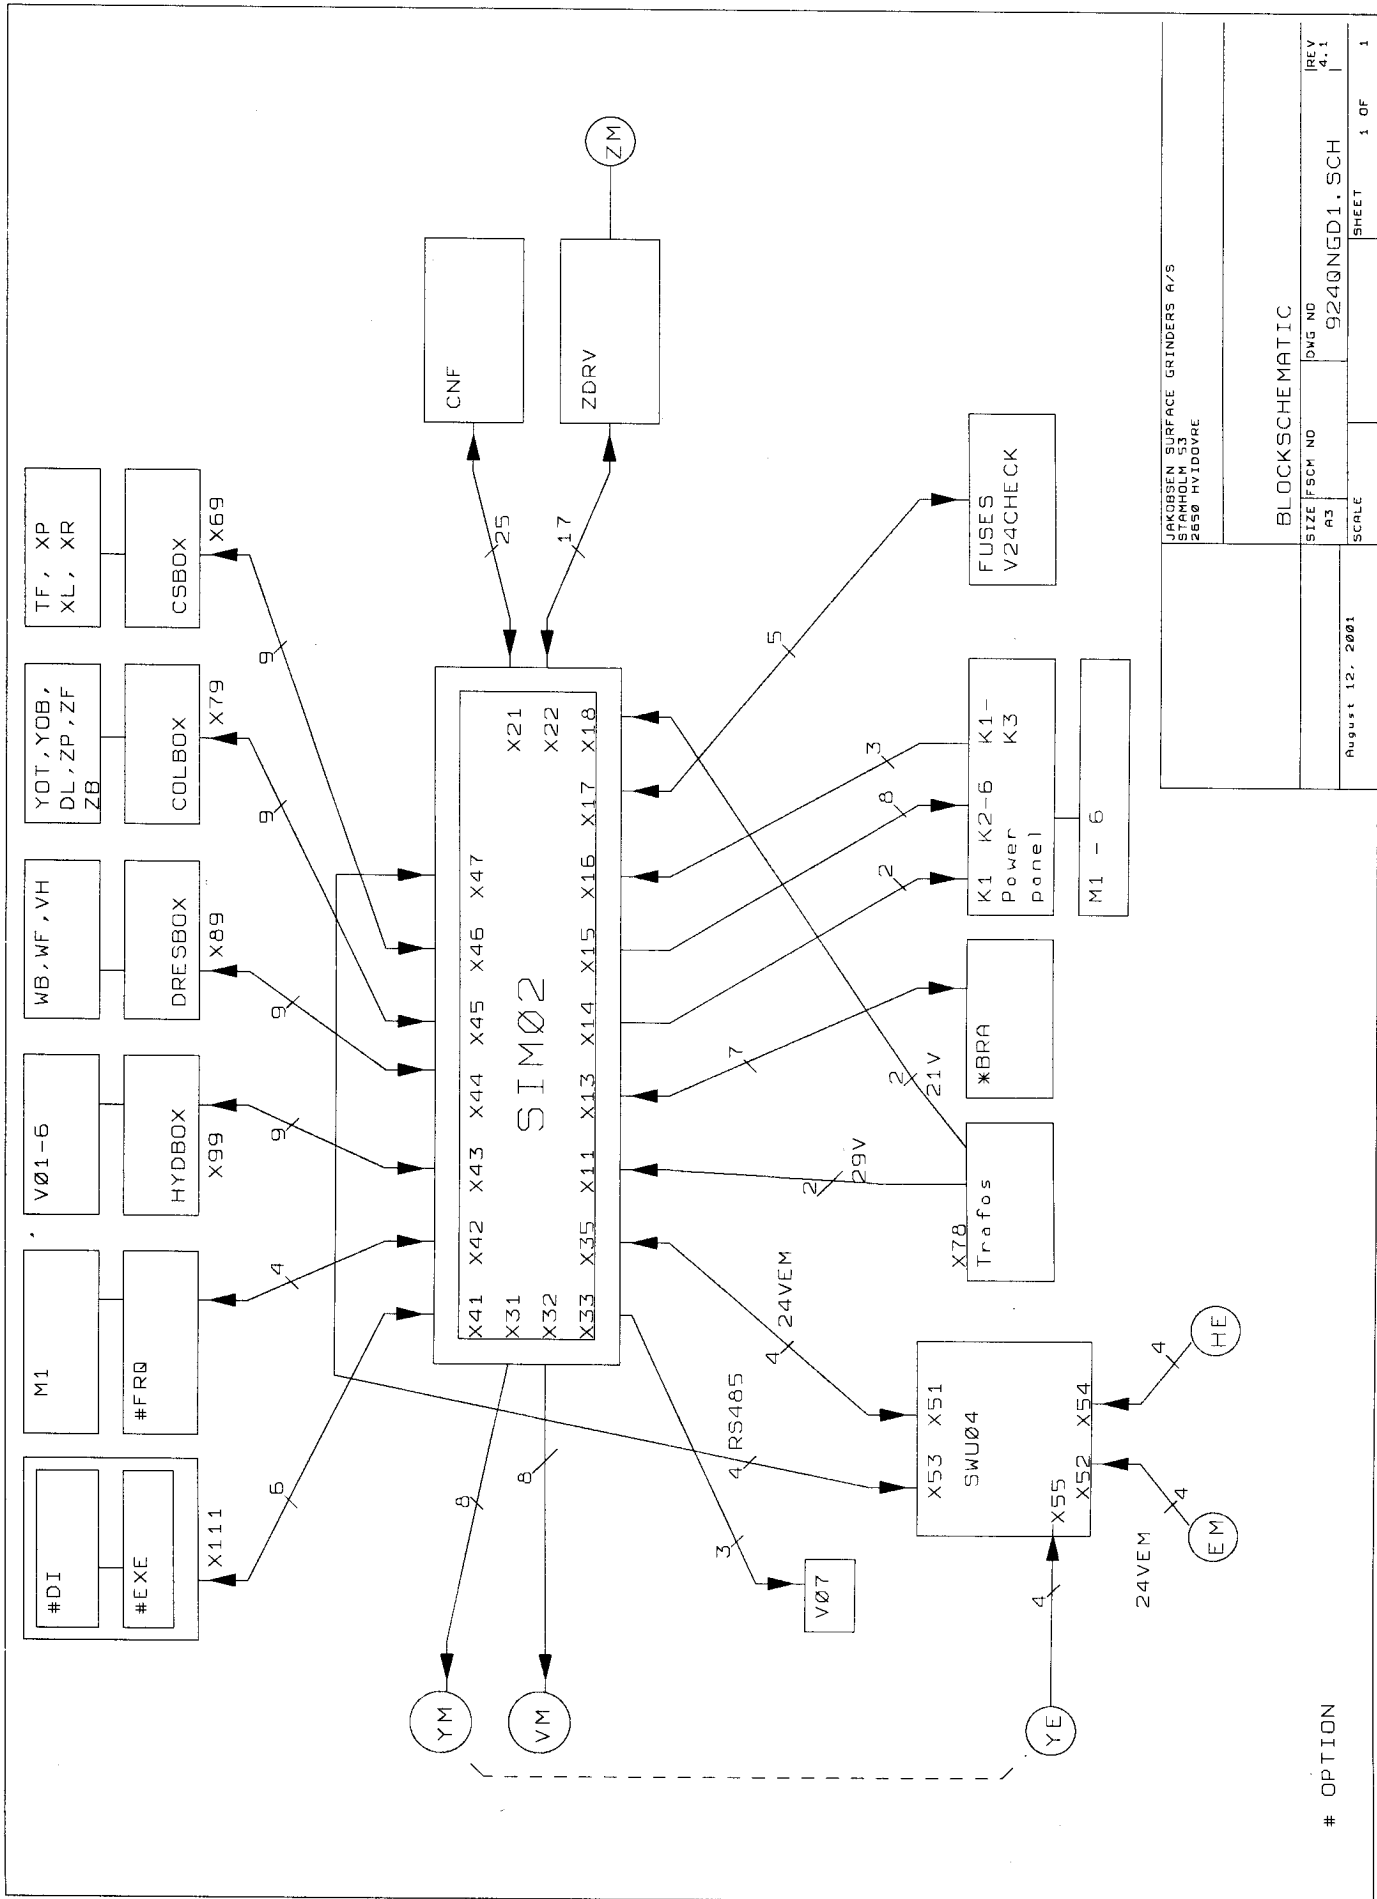 #DI
#EXE
X111
M1
#FRQ
VØ1-6
HYDBOX
X99
WB,WF,VH
DRESBOX
X89
YOT,YOB,
DL,ZP,ZF
ZB
COLBOX
X79
TF, XP
XL, XR
CSBOX
X69
6
4
9
9
9
9
YM
VM
8
8
X41 X42 X43 X44 X45 X46 X47
X31
X32
SIMØ2
X21
X22
X33 X35 X11 X13 X14 X15 X16 X17 X18
25
17
CNF
ZDRV
ZM
3
VØ7
4 RS485
4 24VEM
2 29V
2 21V
7
2
8
3
5
X53 X51
SWUØ4
X55
X52 X54
YE
4
24VEM
EM
4
HE
4
X78
Trafos
*BRA
K1 K2-6 K1-
K3
Power
panel
M1 - 6
FUSES
V24CHECK
# OPTION
JAKOBSEN SURFACE GRINDERS A/S
STAMHOLM 53
2650 HVIDOVRE
BLOCKSCHEMATIC
SIZE FSCM NO DWG NO REV
A3 924QNGD1.SCH 4.1
August 12, 2001
SCALE SHEET 1 OF 1